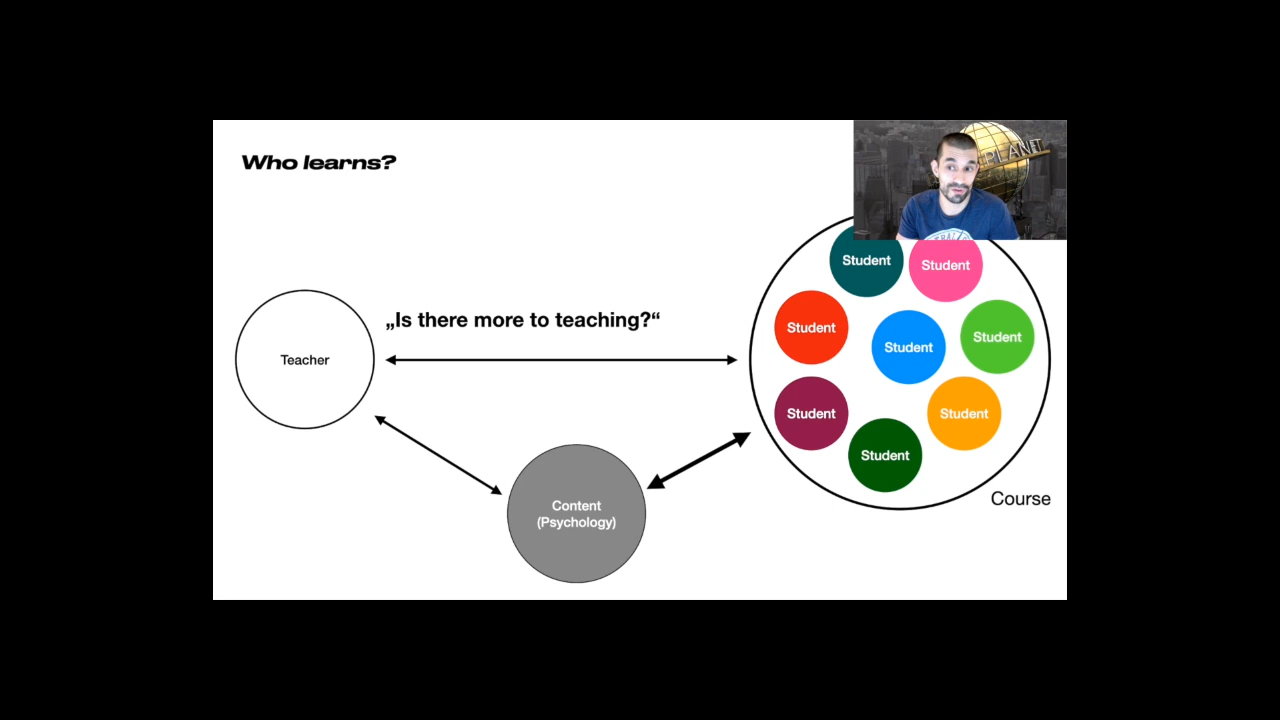 Who learns?
PLANET
Student
Student
„Is there more to teaching?“
Student
Student
Student
Teacher
Student
Student
Student
Course
Content
(Psychology)